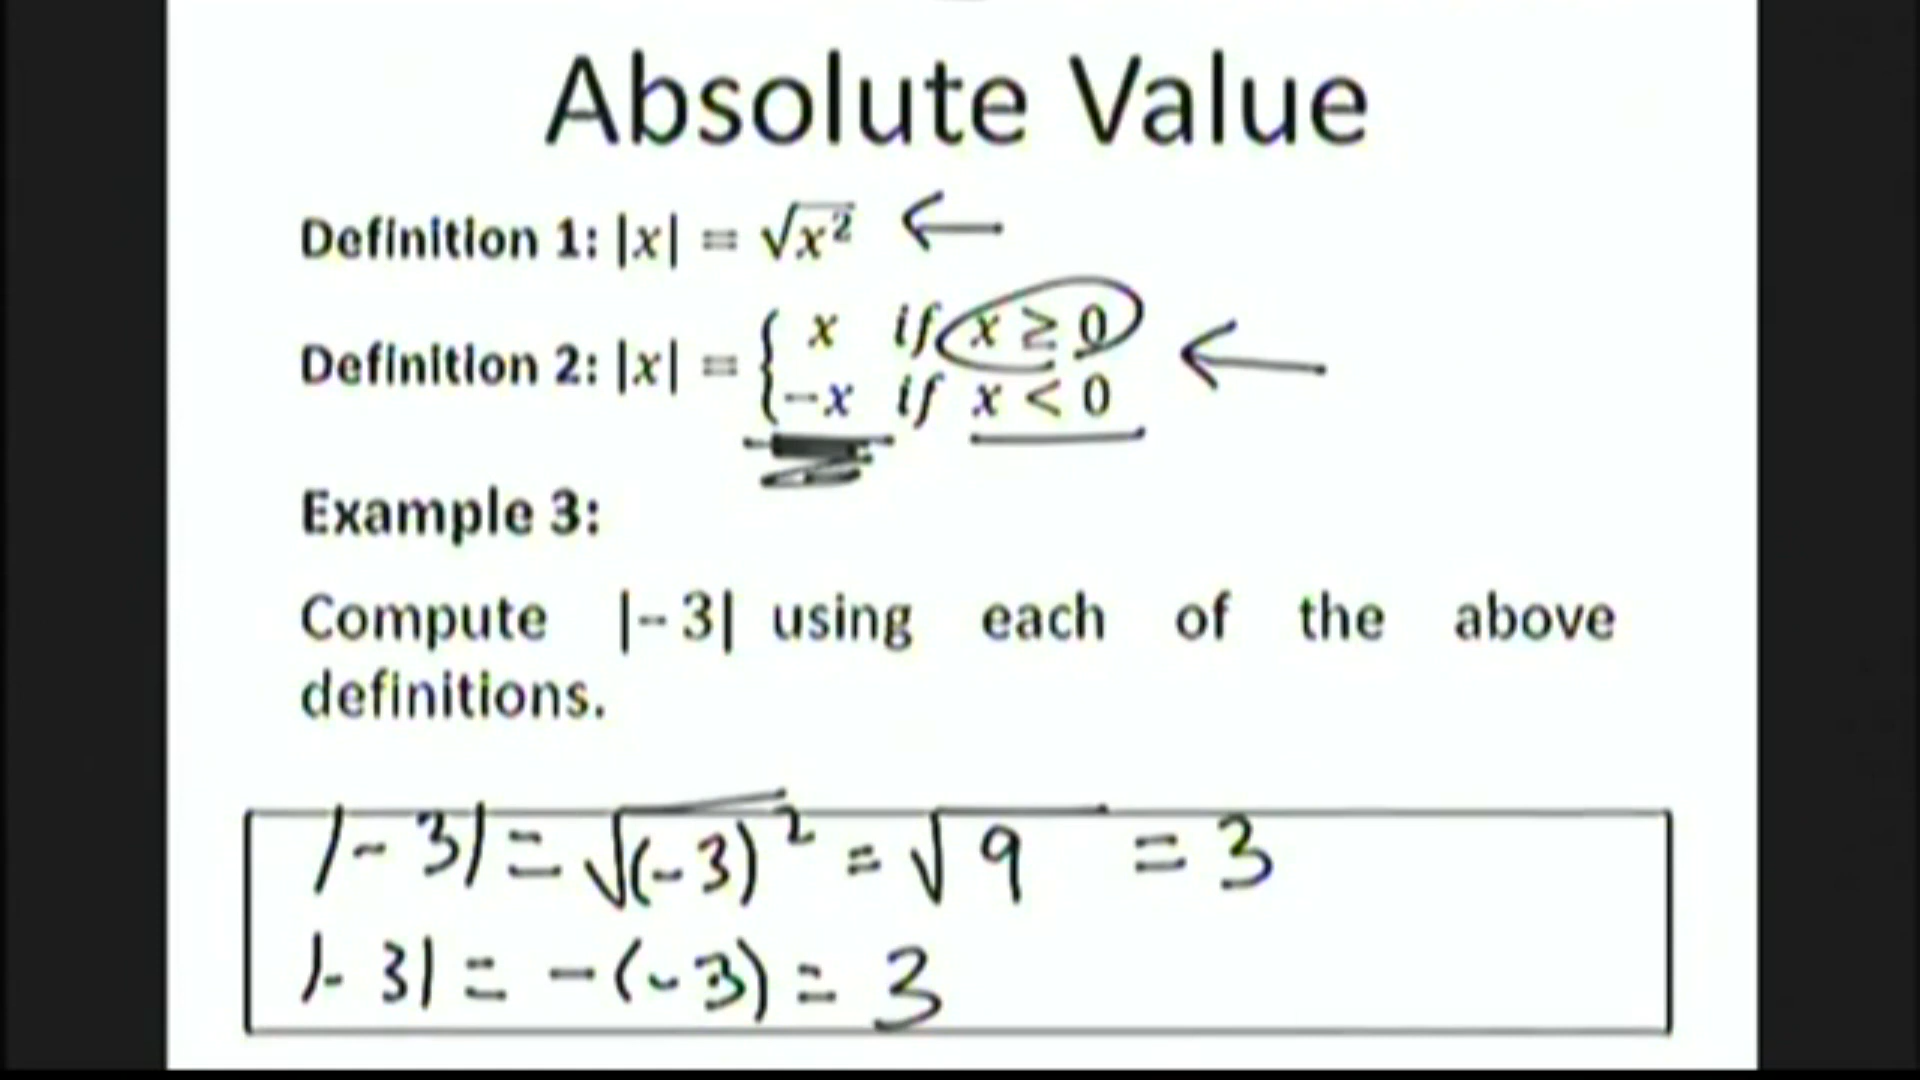 Absolute Value
Definition 1: |x| = √x²
Definition 2: |x| = { x if x ≥ 0
−x if x < 0
Example 3:
Compute |−3| using each of the above
definitions.
|−3| = √(−3)² = √9 = 3
|−3| = −(−3) = 3